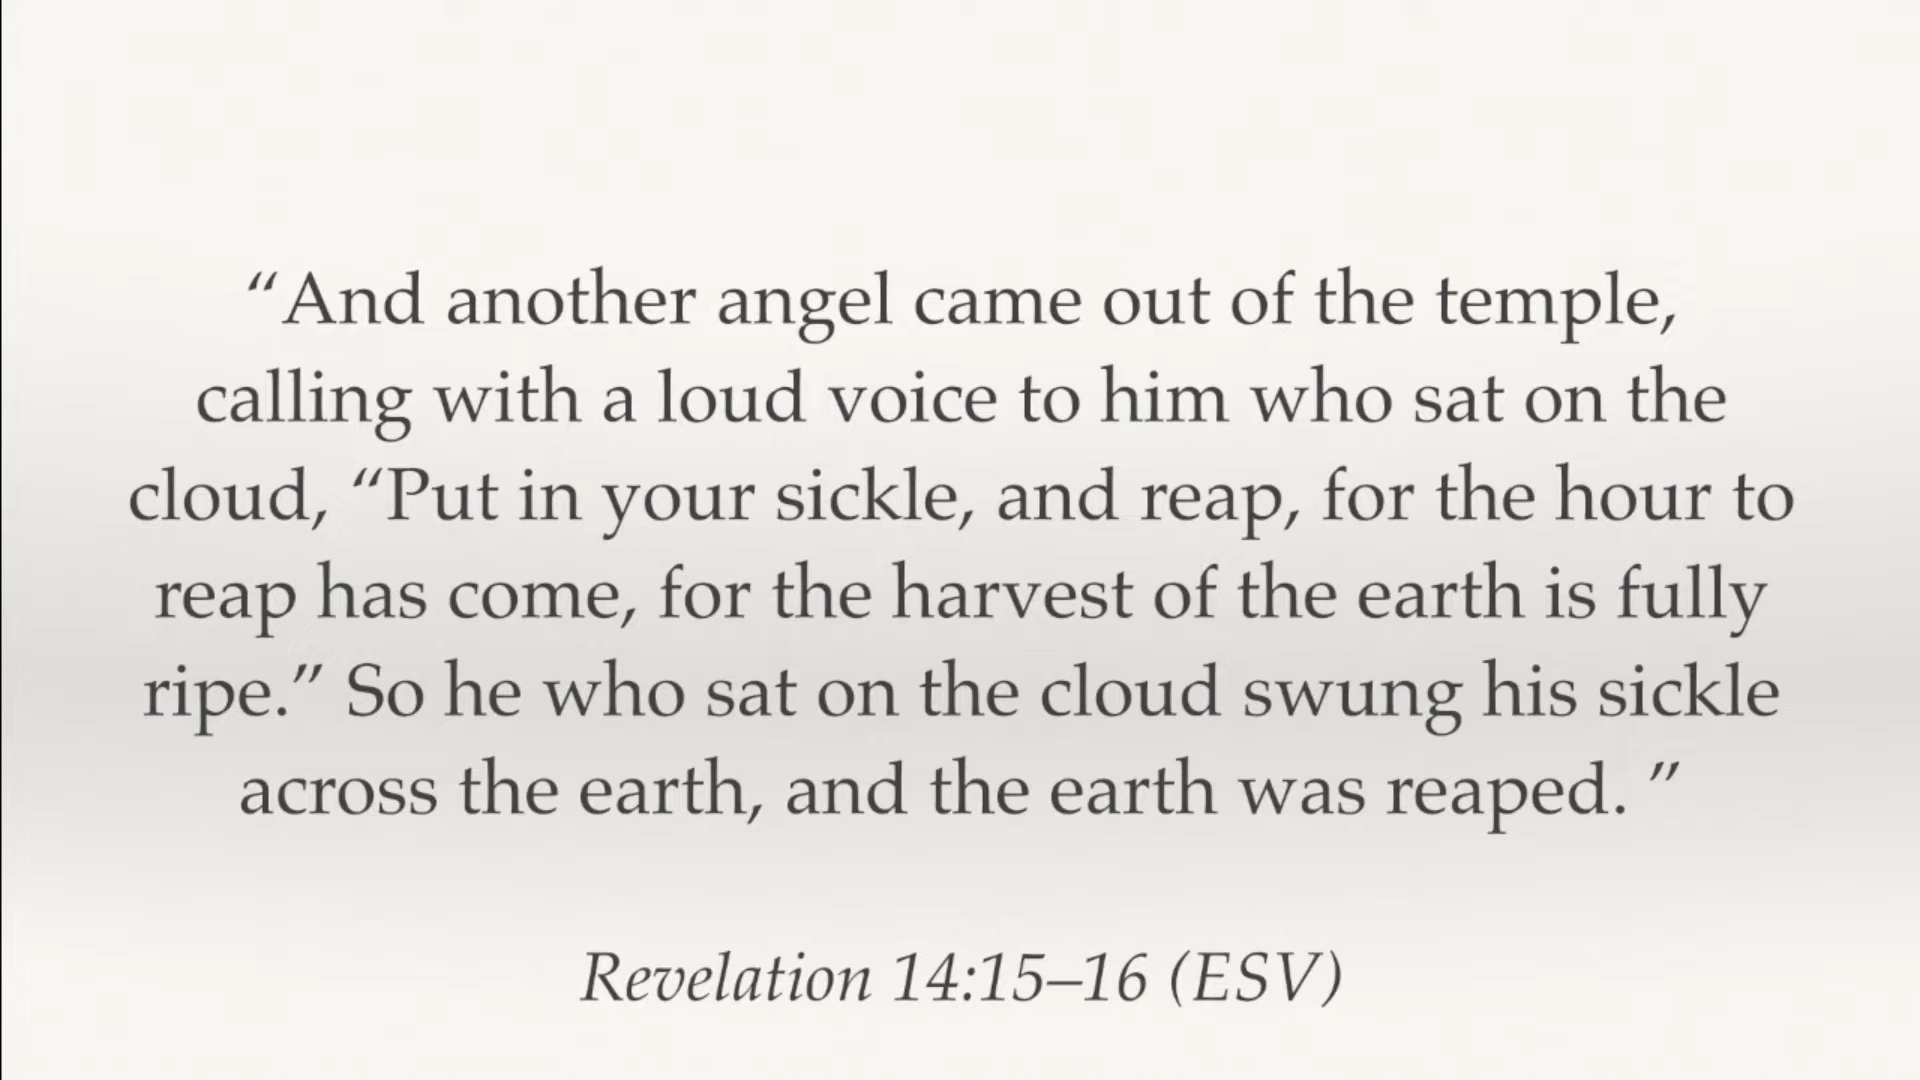 “And another angel came out of the temple,
calling with a loud voice to him who sat on the
cloud, “Put in your sickle, and reap, for the hour to
reap has come, for the harvest of the earth is fully
ripe.” So he who sat on the cloud swung his sickle
across the earth, and the earth was reaped. ”
Revelation 14:15–16 (ESV)